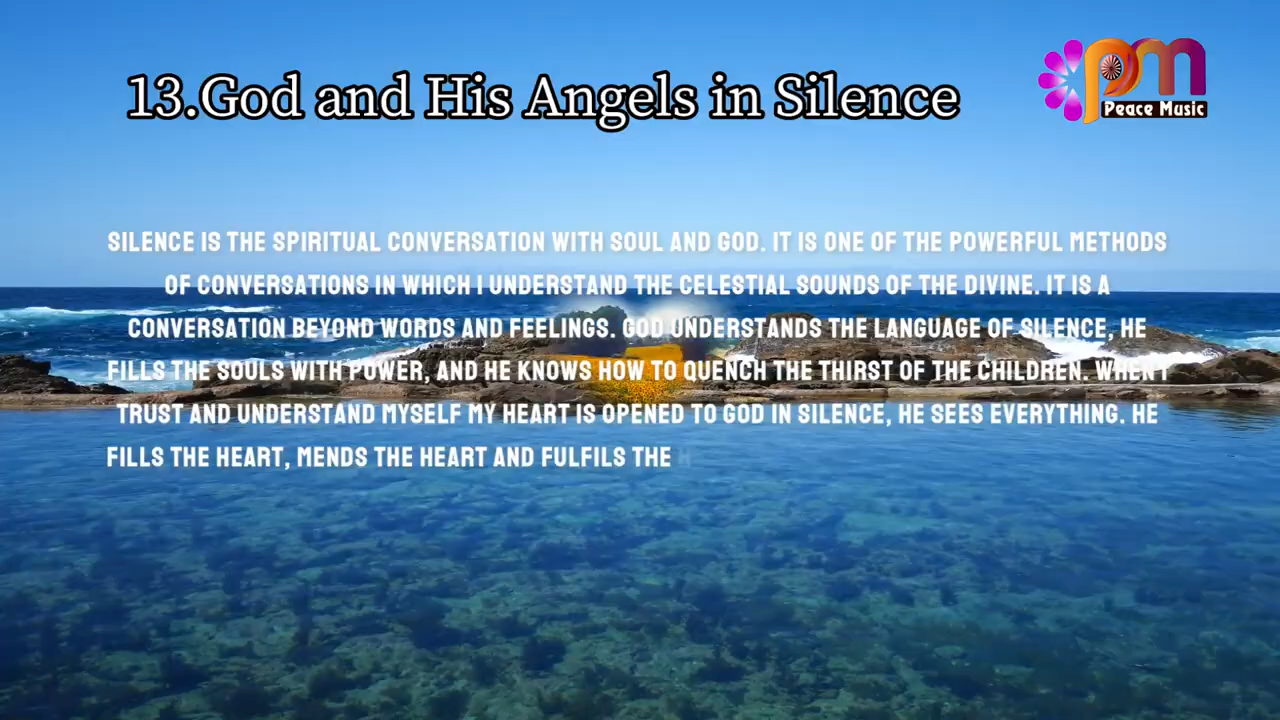 13.God and His Angels in Silence
pm
Peace Music
SILENCE IS THE SPIRITUAL CONVERSATION WITH SOUL AND GOD. IT IS ONE OF THE POWERFUL METHODS
OF CONVERSATIONS IN WHICH I UNDERSTAND THE CELESTIAL SOUNDS OF THE DIVINE. IT IS A
CONVERSATION BEYOND WORDS AND FEELINGS. GOD UNDERSTANDS THE LANGUAGE OF SILENCE, HE
FILLS THE SOULS WITH POWER, AND HE KNOWS HOW TO QUENCH THE THIRST OF THE CHILDREN. WHEN I
TRUST AND UNDERSTAND MYSELF MY HEART IS OPENED TO GOD IN SILENCE, HE SEES EVERYTHING. HE
FILLS THE HEART, MENDS THE HEART AND FULFILS THE H